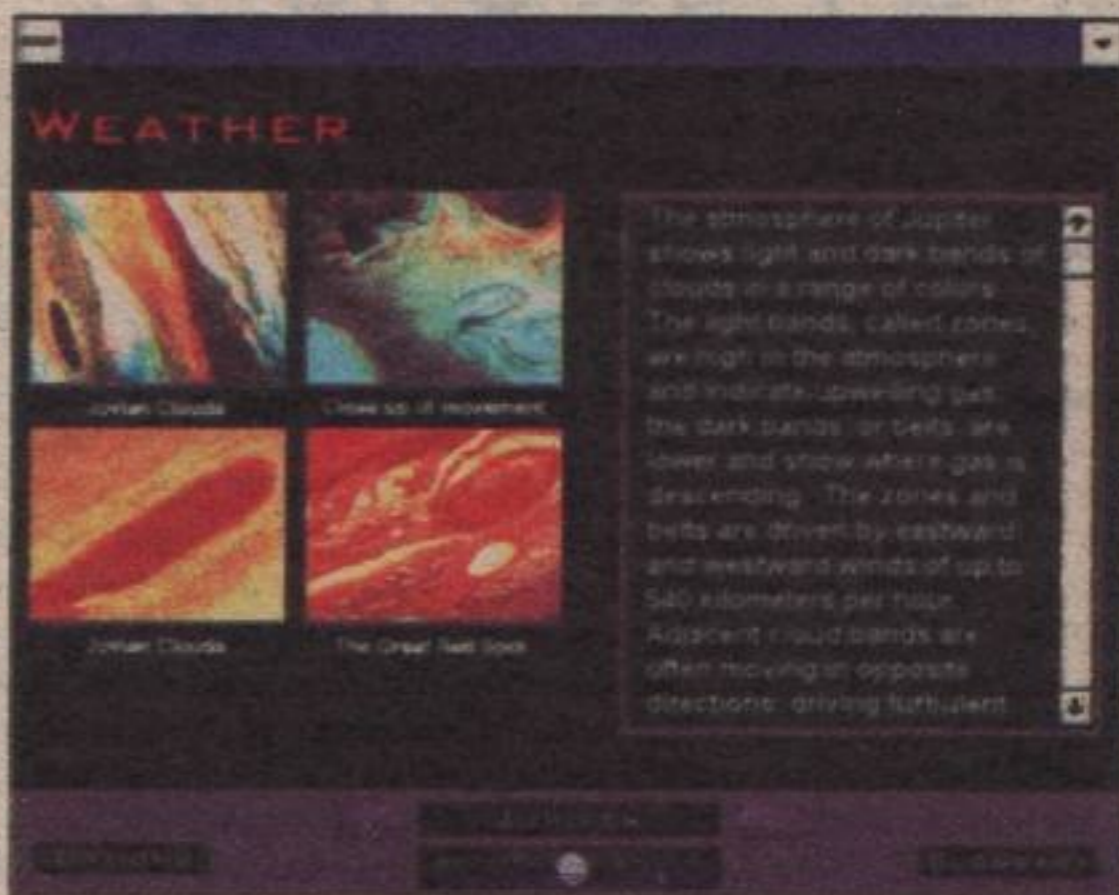 WEATHER
Jovian Clouds
Close up of movement
Jovian Clouds
The Great Red Spot
The atmosphere of Jupiter
shows light and dark bands of
clouds in a range of colors.
The light bands, called zones,
are high in the atmosphere
and indicate upwelling gas;
the dark bands, or belts, are
lower and show where gas is
descending. The zones and
belts are driven by eastward
and westward winds of up to
540 kilometers per hour.
Adjacent cloud bands are
often moving in opposite
directions, driving turbulent